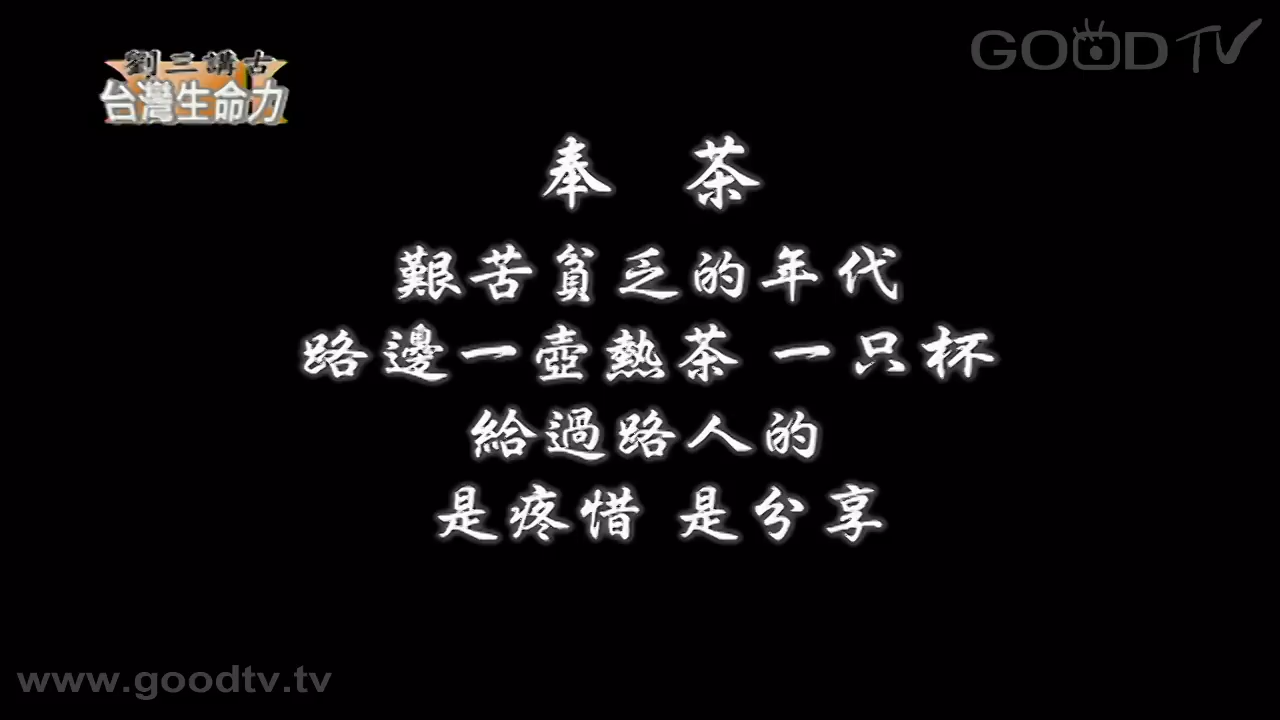 劉三講古
台灣生命力
GOOD TV
奉 茶
艱苦貧乏的年代
路邊一壺熱茶 一只杯
給過路人的
是疼惜 是分享
www.goodtv.tv